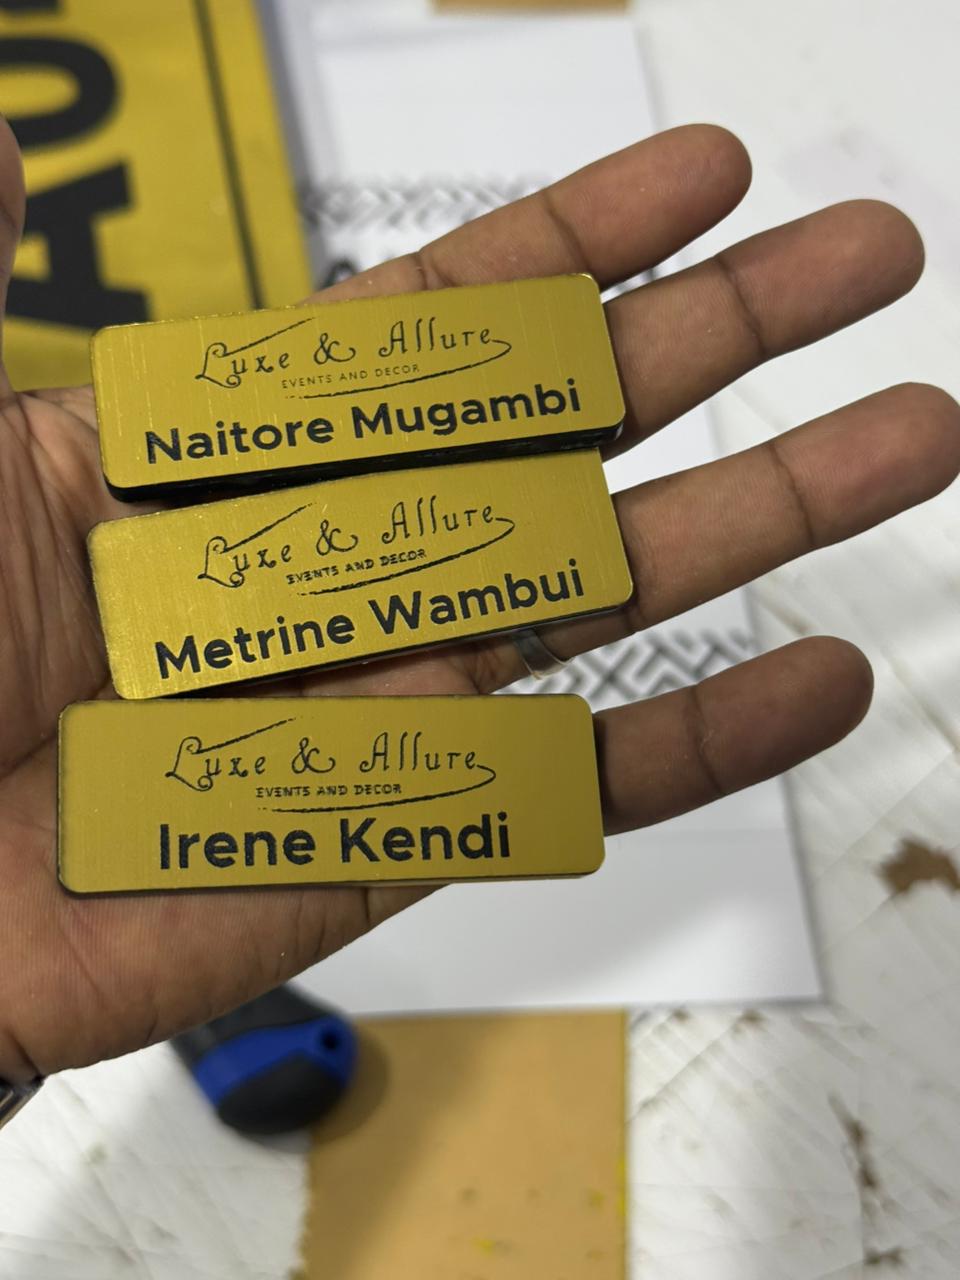 Luxe & Allure
EVENTS AND DECOR
Naitore Mugambi
Luxe & Allure
EVENTS AND DECOR
Metrine Wambui
Luxe & Allure
EVENTS AND DECOR
Irene Kendi